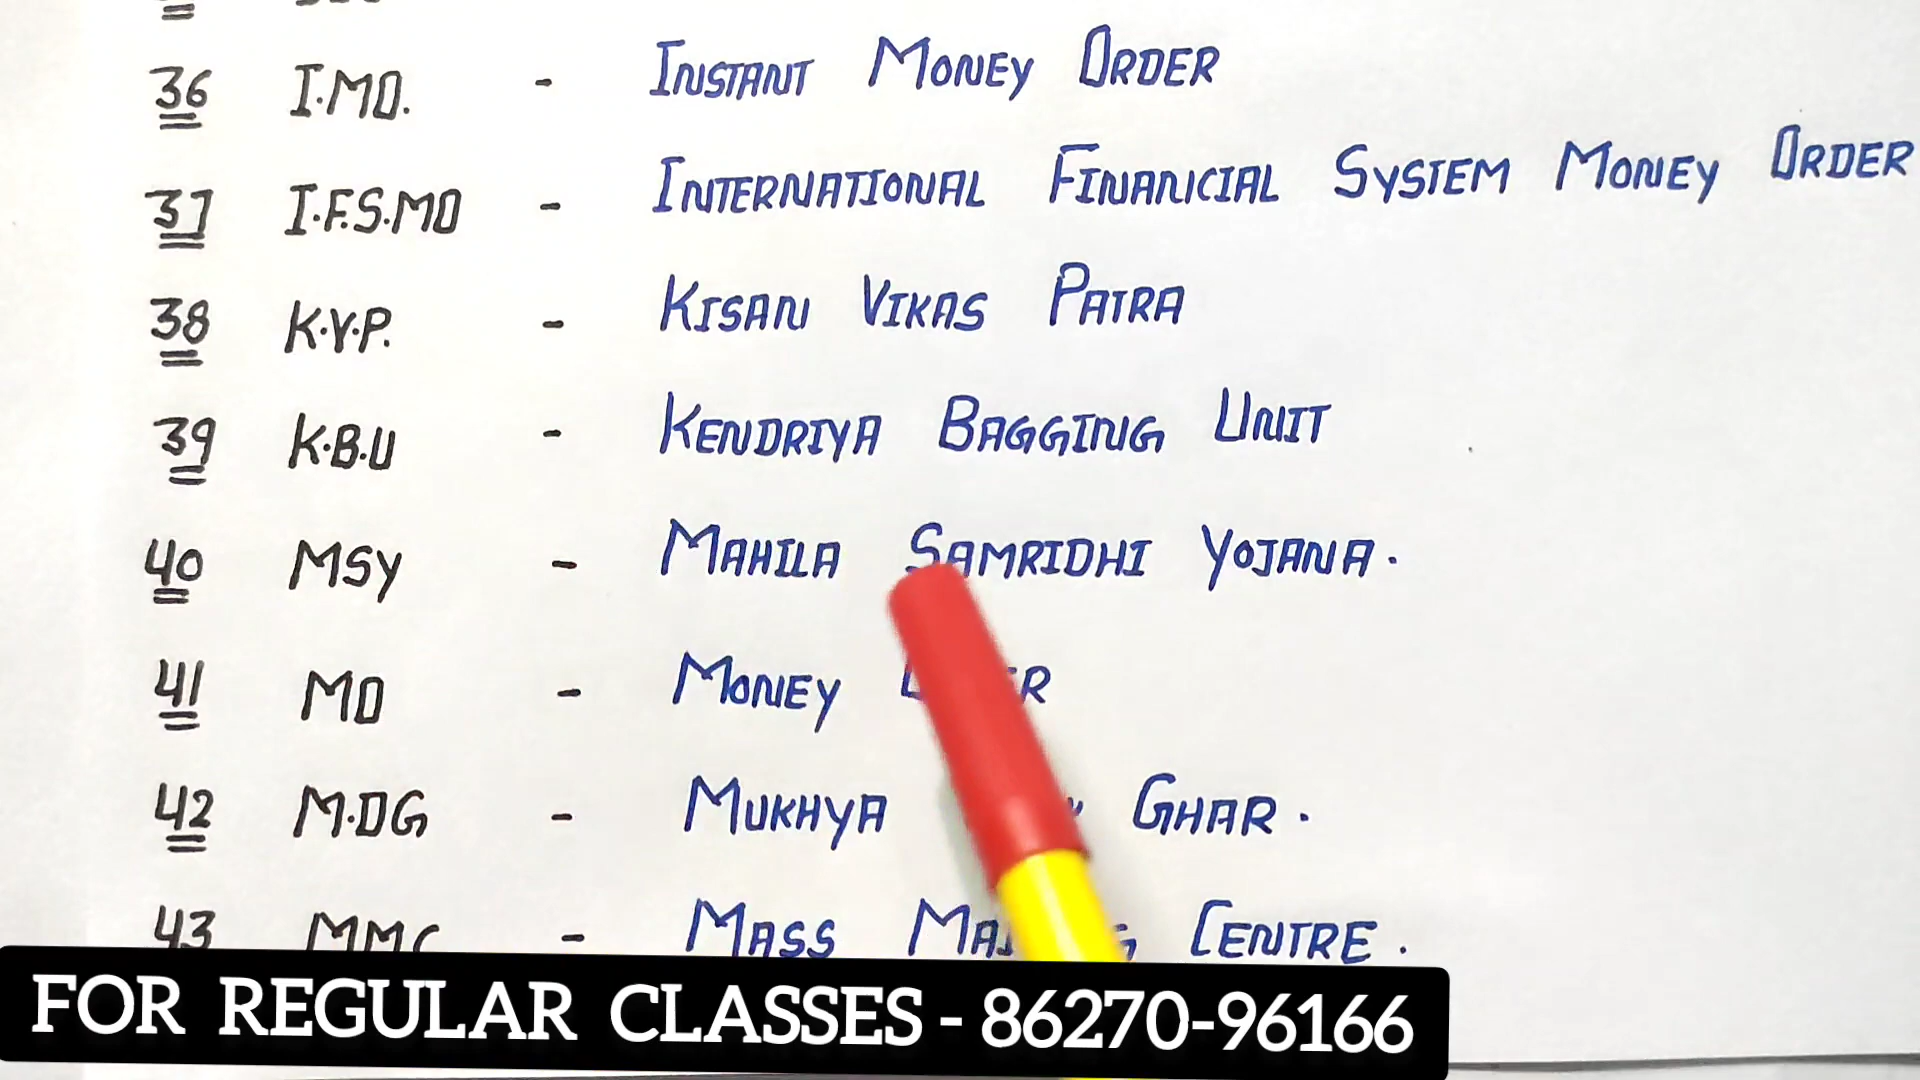 36 I.MO. - INSTANT MONEY ORDER
37 I.F.S.MO - INTERNATIONAL FINANCIAL SYSTEM MONEY ORDER
38 K.V.P. - KISAN VIKAS PATRA
39 K.B.U - KENDRIYA BAGGING UNIT
40 MSY - MAHILA SAMRIDHI YOJANA.
41 MO - MONEY
42 M.DG - MUKHYA GHAR.
43 MMC - MASS CENTRE.
FOR REGULAR CLASSES - 86270-96166